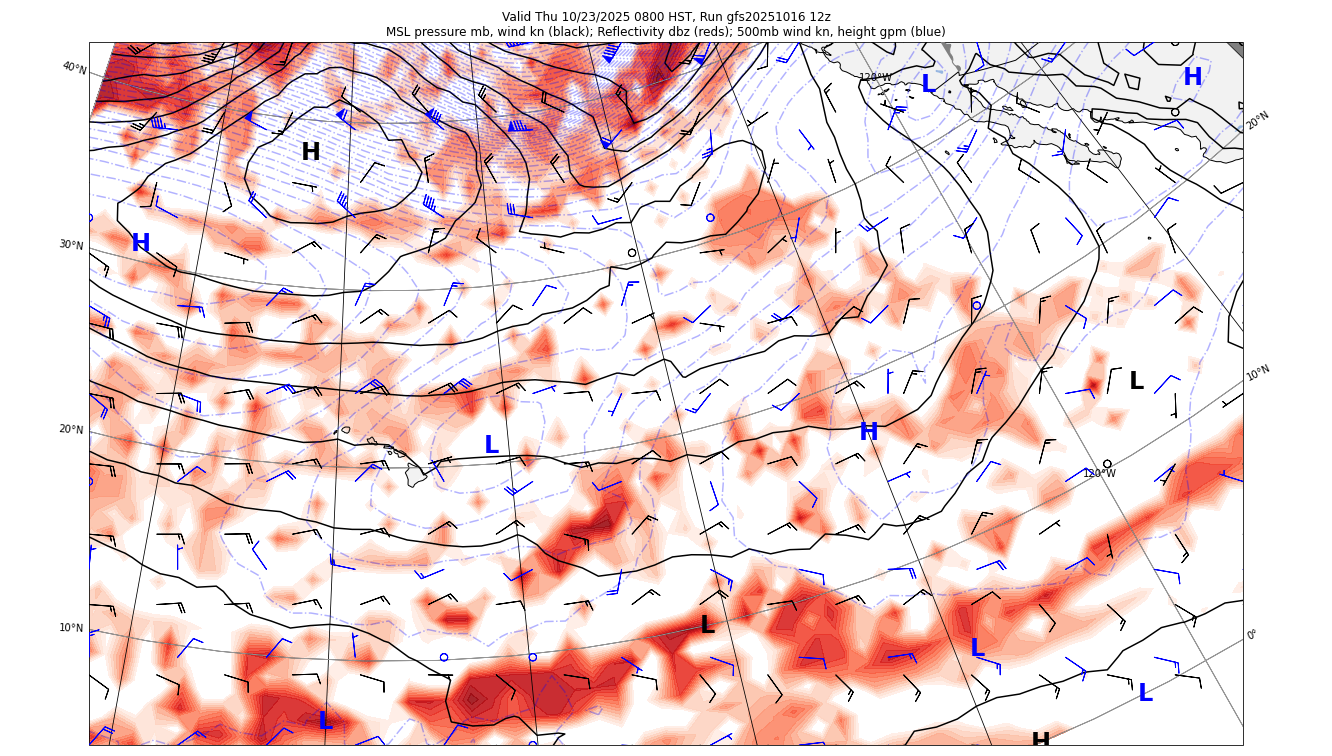 Valid Thu 10/23/2025 0800 HST, Run gfs20251016 12z
MSL pressure mb, wind kn (black); Reflectivity dbz (reds); 500mb wind kn, height gpm (blue)
40°N
120°W
L
H
20°N
H
H
30°N
10°N
L
20°N
H
L
120°W
10°N
L
0°
L
L
L
H